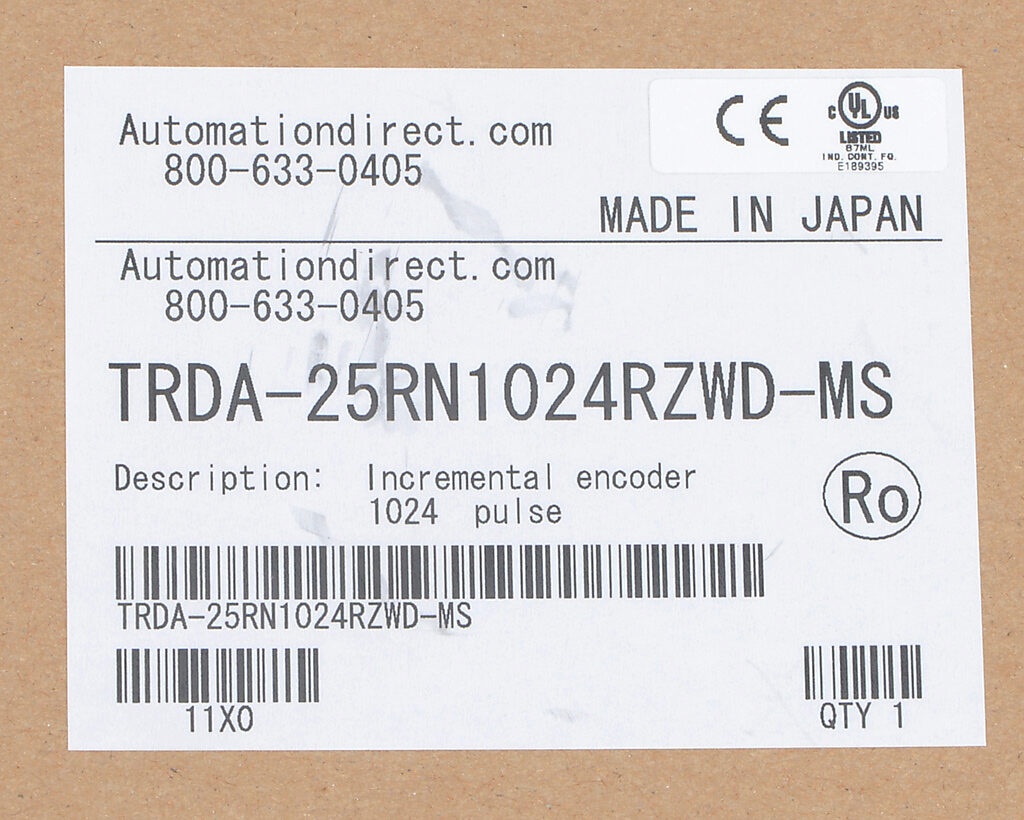 Automationdirect.com
800-633-0405
CE
c UL US
LISTED
87ML
IND. CONT. FQ.
E189395
MADE IN JAPAN
Automationdirect.com
800-633-0405
TRDA-25RN1024RZWD-MS
Description: Incremental encoder
1024 pulse
Ro
TRDA-25RN1024RZWD-MS
11X0
QTY 1